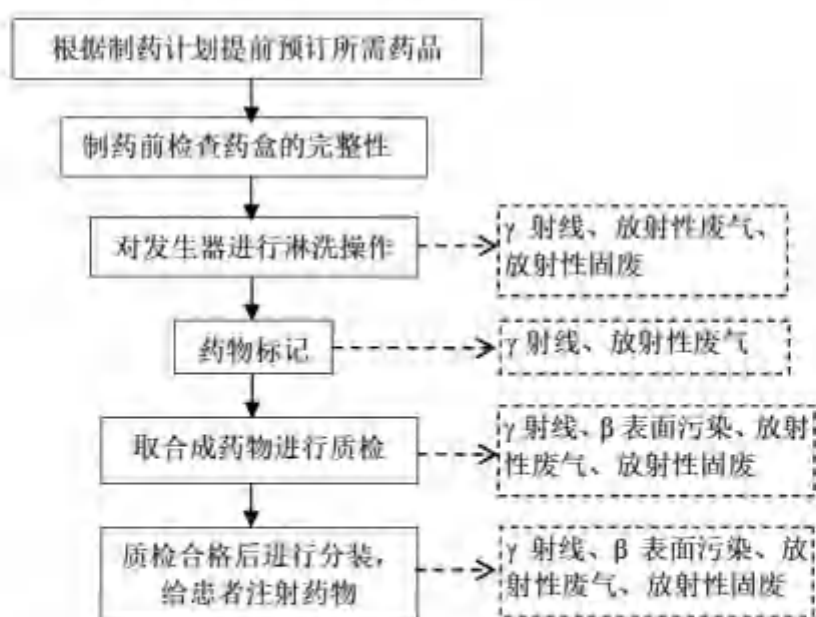 根据制药计划提前预订所需药品
制药前检查药盒的完整性
对发生器进行淋洗操作
γ 射线、放射性废气、
放射性固废
药物标记
γ 射线、放射性废气
取合成药物进行质检
γ 射线、β 表面污染、放射
性废气、放射性固废
质检合格后进行分装，
给患者注射药物
γ 射线、β 表面污染、放
射性废气、放射性固废